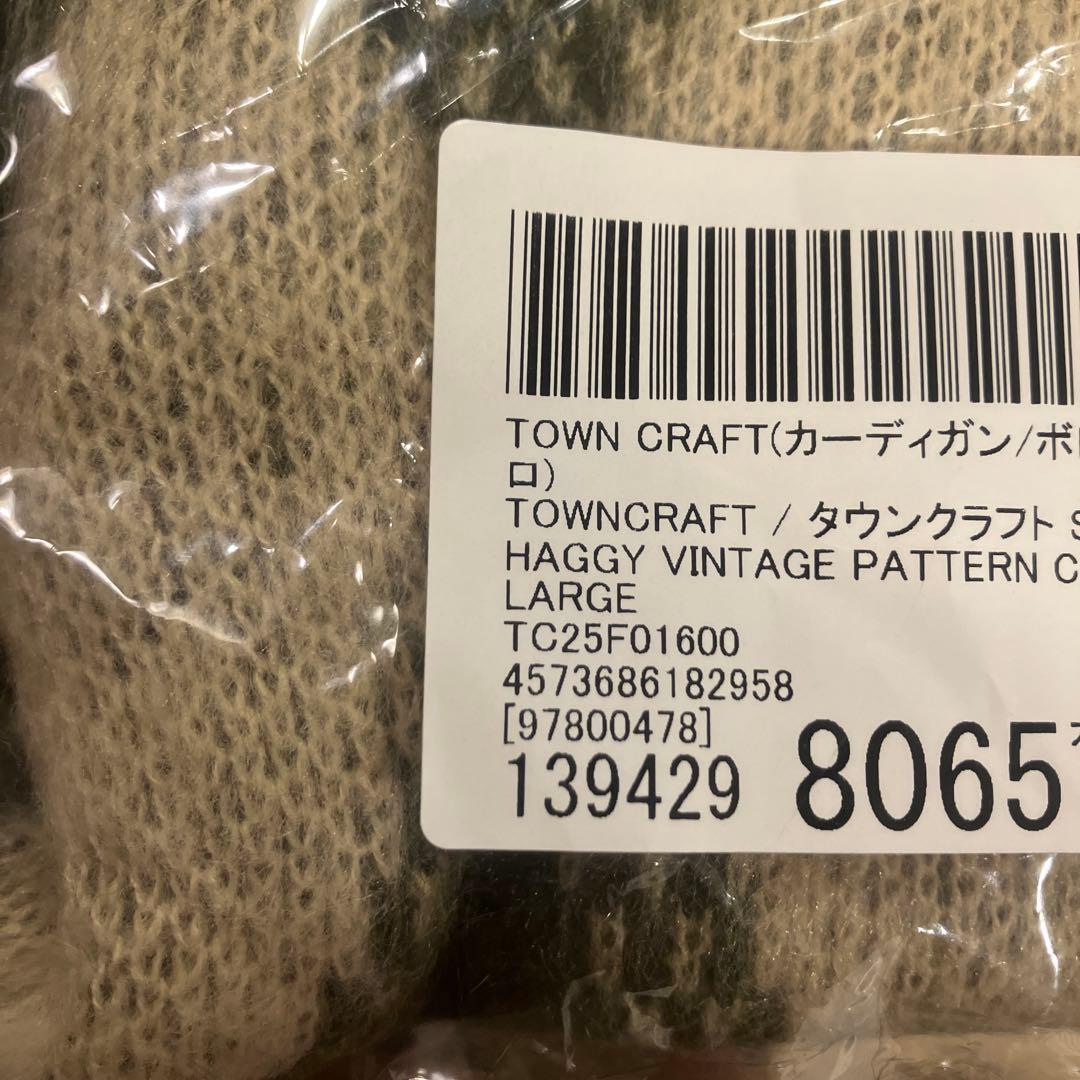 TOWN CRAFT(カーディガン/ボレ
ロ)
TOWNCRAFT / タウンクラフト S
HAGGY VINTAGE PATTERN C
LARGE
TC25F01600
4573686182958
[97800478]
139429 8065